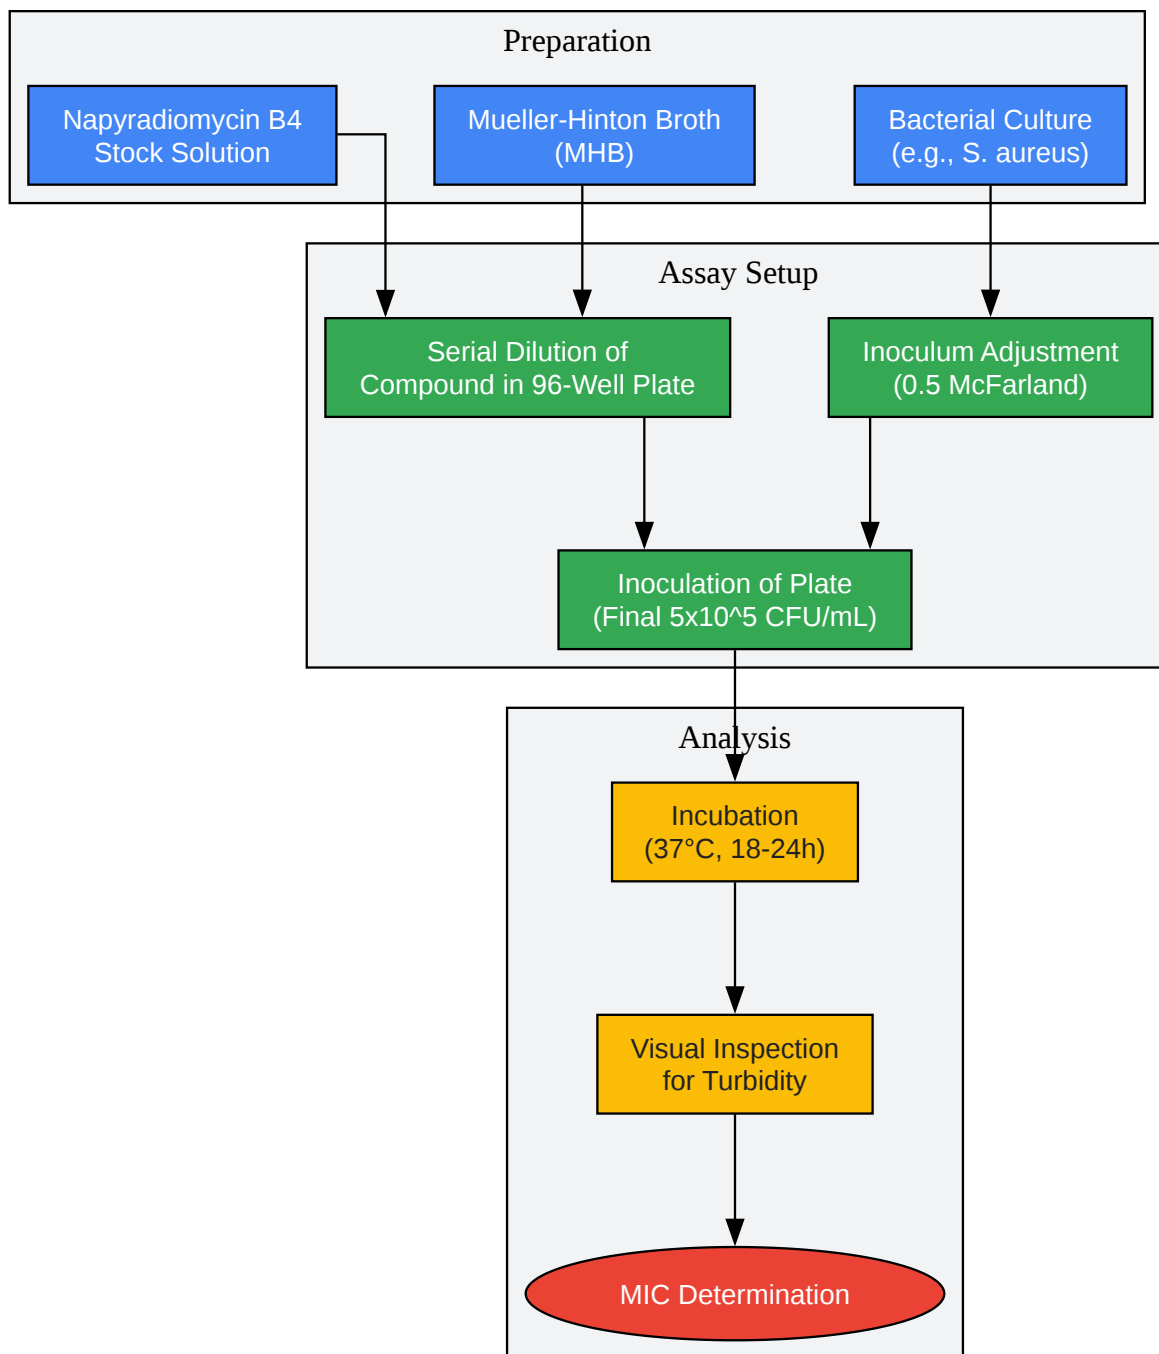 Preparation
Napyradiomycin B4
Stock Solution
Mueller-Hinton Broth
(MHB)
Bacterial Culture
(e.g., S. aureus)
Assay Setup
Serial Dilution of
Compound in 96-Well Plate
Inoculum Adjustment
(0.5 McFarland)
Inoculation of Plate
(Final 5x10^5 CFU/mL)
Analysis
Incubation
(37°C, 18-24h)
Visual Inspection
for Turbidity
MIC Determination